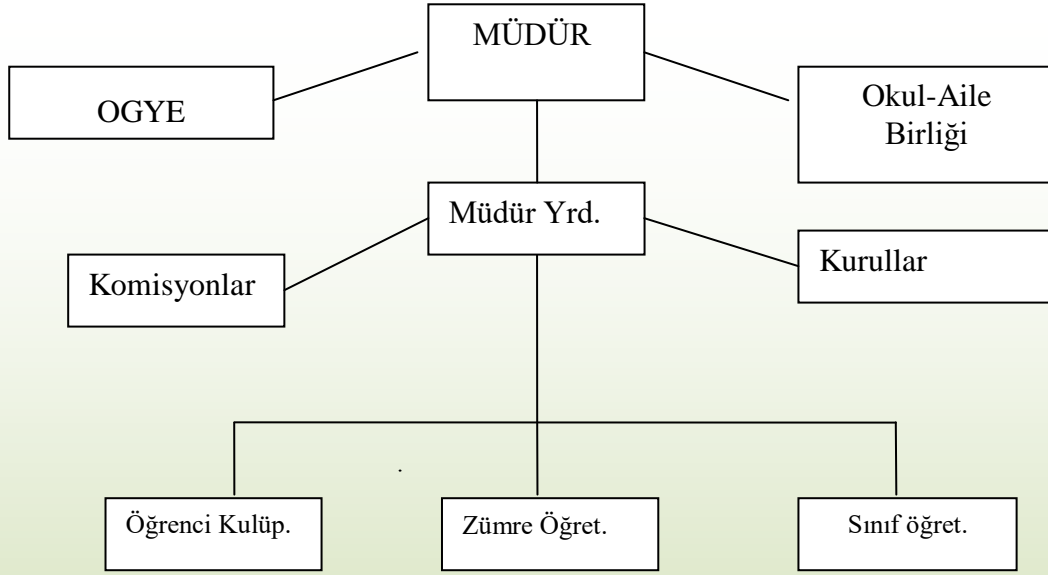 MÜDÜR
OGYE
Okul-Aile
Birliği
Müdür Yrd.
Komisyonlar
Kurullar
Öğrenci Kulüp.
Zümre Öğret.
Sınıf öğret.